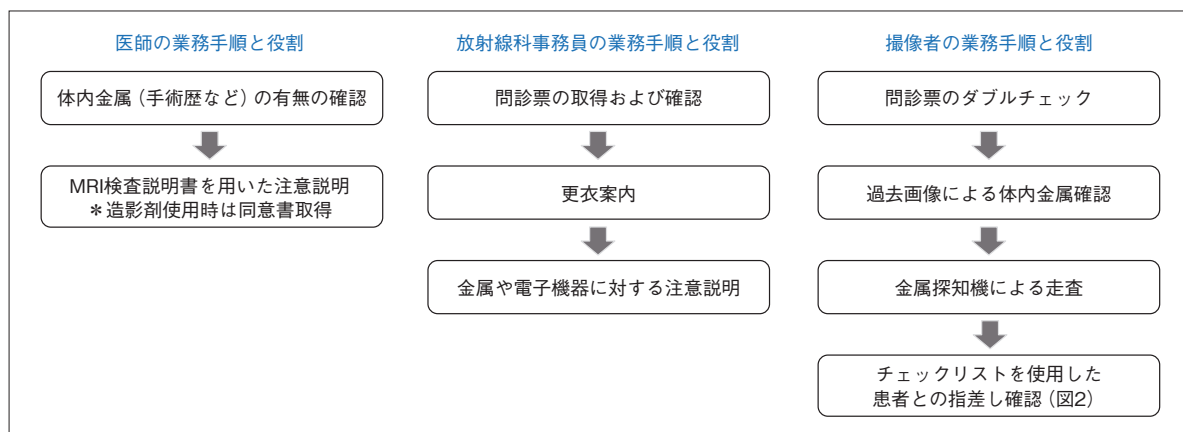 医師の業務手順と役割
体内金属（手術歴など）の有無の確認
MRI検査説明書を用いた注意説明
＊造影剤使用時は同意書取得
放射線科事務員の業務手順と役割
問診票の取得および確認
更衣案内
金属や電子機器に対する注意説明
撮像者の業務手順と役割
問診票のダブルチェック
過去画像による体内金属確認
金属探知機による走査
チェックリストを使用した
患者との指差し確認（図2）